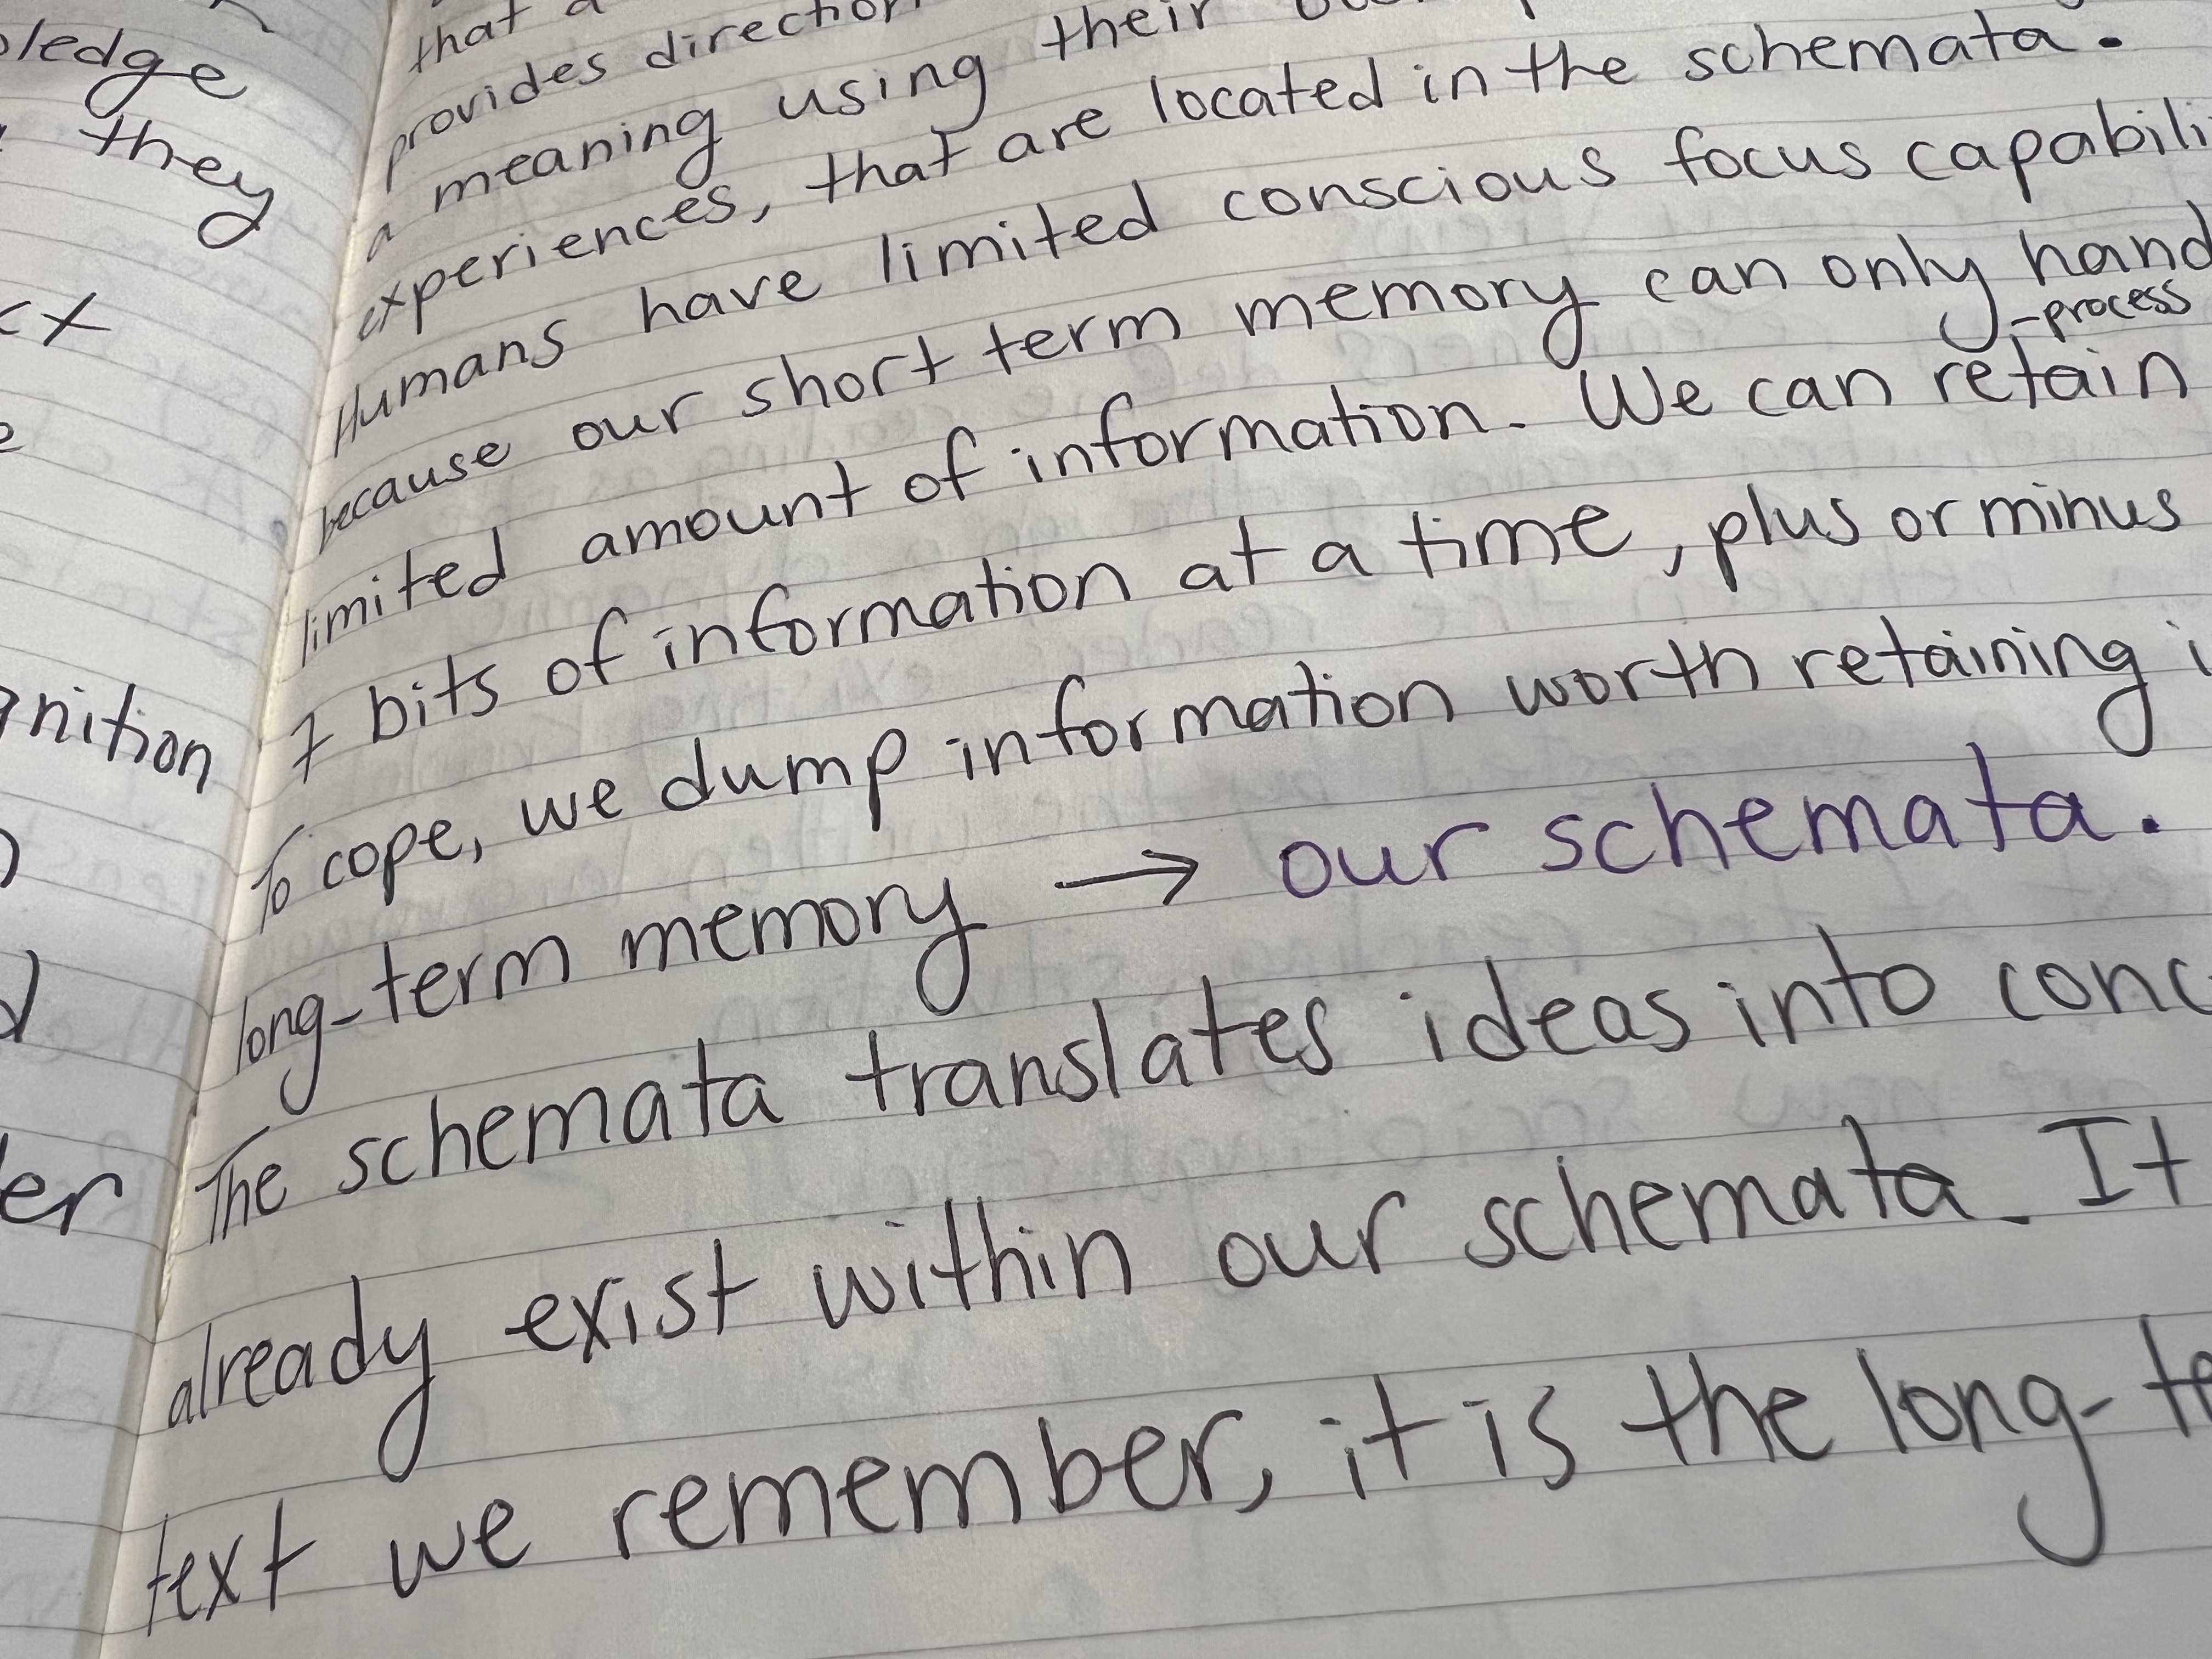 ledge
they
nition
er
that a
provides direction
a meaning using their
experiences, that are located in the schemata.
Humans have limited conscious focus capabili
because our short term memory can only hand
-process
limited amount of information. We can retain
7 bits of information at a time, plus or minus
To cope, we dump information worth retaining i
long-term memory → our schemata.
The schemata translates ideas into conc
already exist within our schemata. It
text we remember, it is the long-te